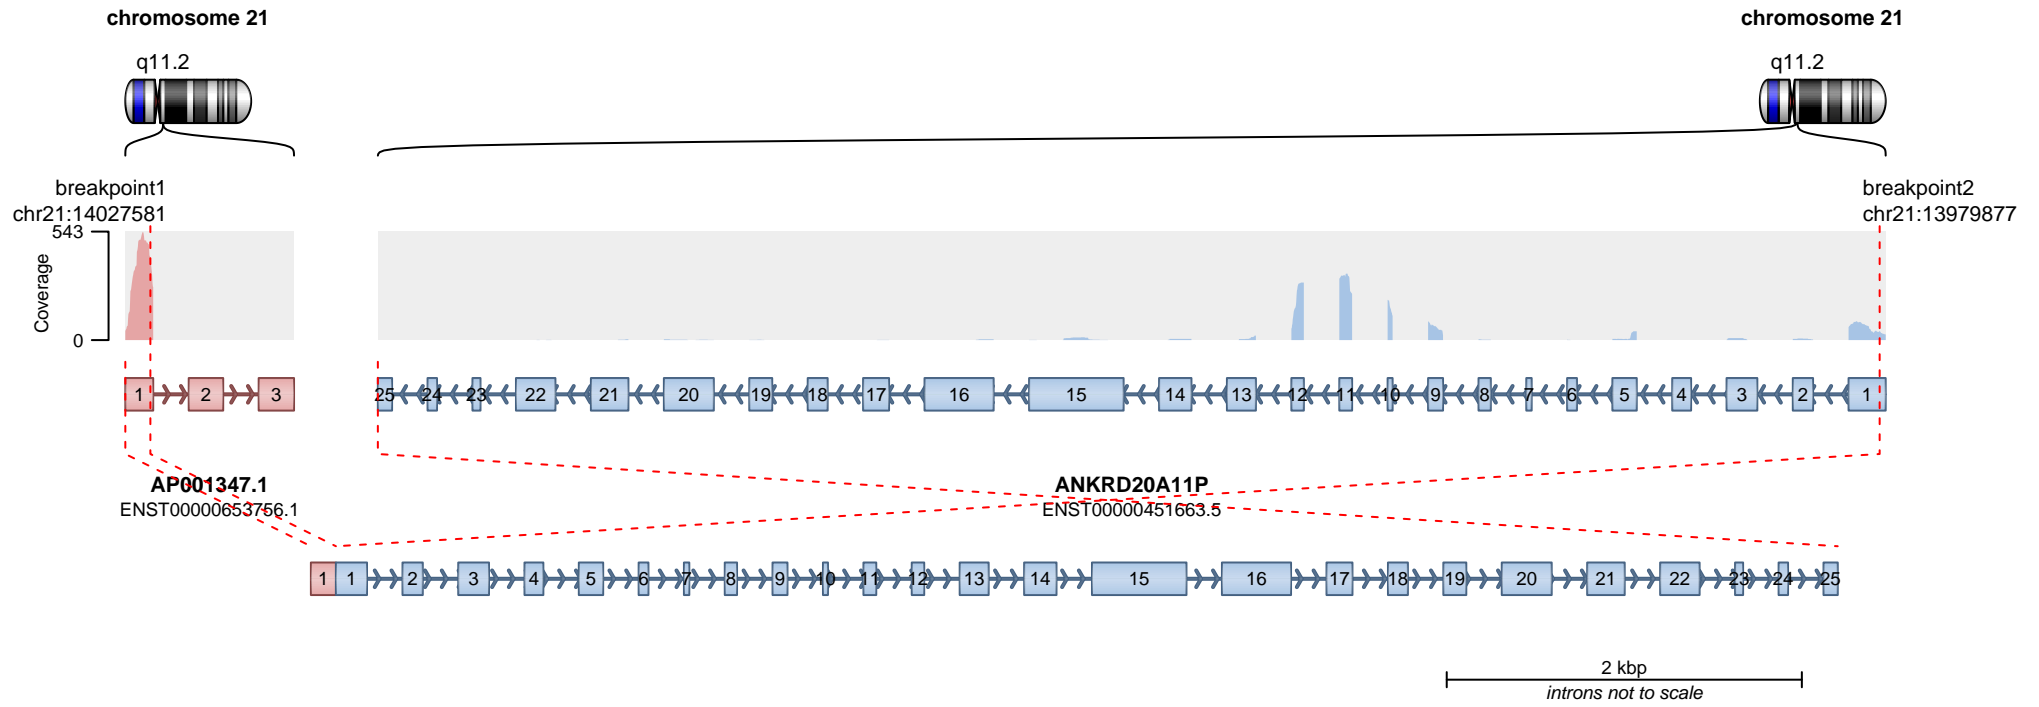 chromosome 21
chromosome 21
q11.2
q11.2
breakpoint1
chr21:14027581
breakpoint2
chr21:13979877
543
0
Coverage
1 2 3
25 24 23 22 21 20 19 18 17 16 15 14 13 12 11 10 9 8 7 6 5 4 3 2 1
AP001347.1
ENST00000653756.1
ANKRD20A11P
ENST00000451663.5
1 1 2 3 4 5 6 7 8 9 10 11 12 13 14 15 16 17 18 19 20 21 22 23 24 25
2 kbp
introns not to scale